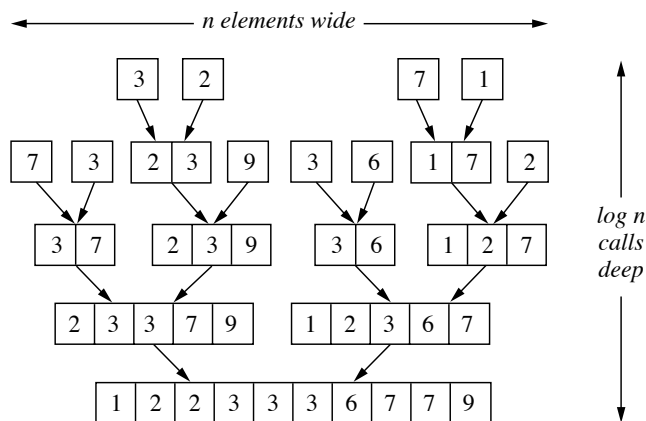 n elements wide
3 2 7 1
7 3 2 3 9 3 6 1 7 2
3 7 2 3 9 3 6 1 2 7
log n
calls
deep
2 3 3 7 9 1 2 3 6 7
1 2 2 3 3 3 6 7 7 9